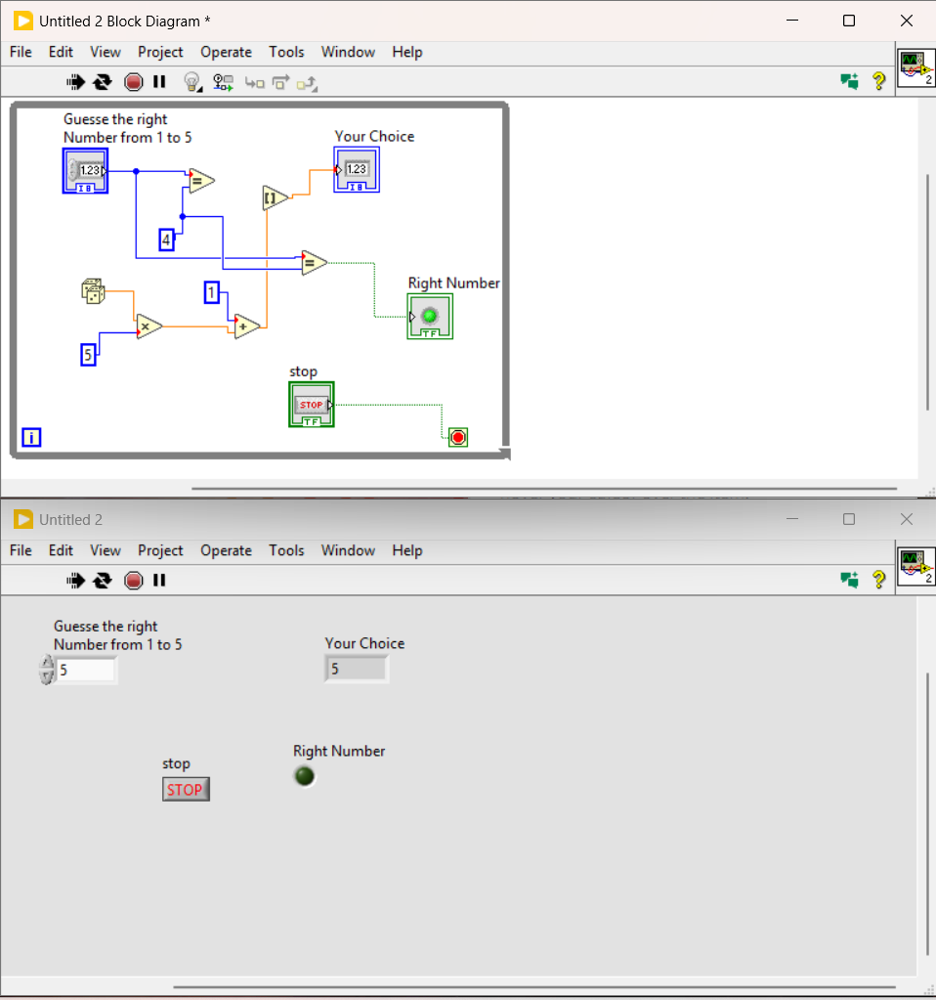 Untitled 2 Block Diagram *
File Edit View Project Operate Tools Window Help
2
Guesse the right
Number from 1 to 5
1.23
I8
=
4
[]
Your Choice
1.23
I8
=
Right Number
TF
1
×
+
5
stop
STOP
TF
i
Untitled 2
File Edit View Project Operate Tools Window Help
2
Guesse the right
Number from 1 to 5
5
Your Choice
5
Right Number
stop
STOP